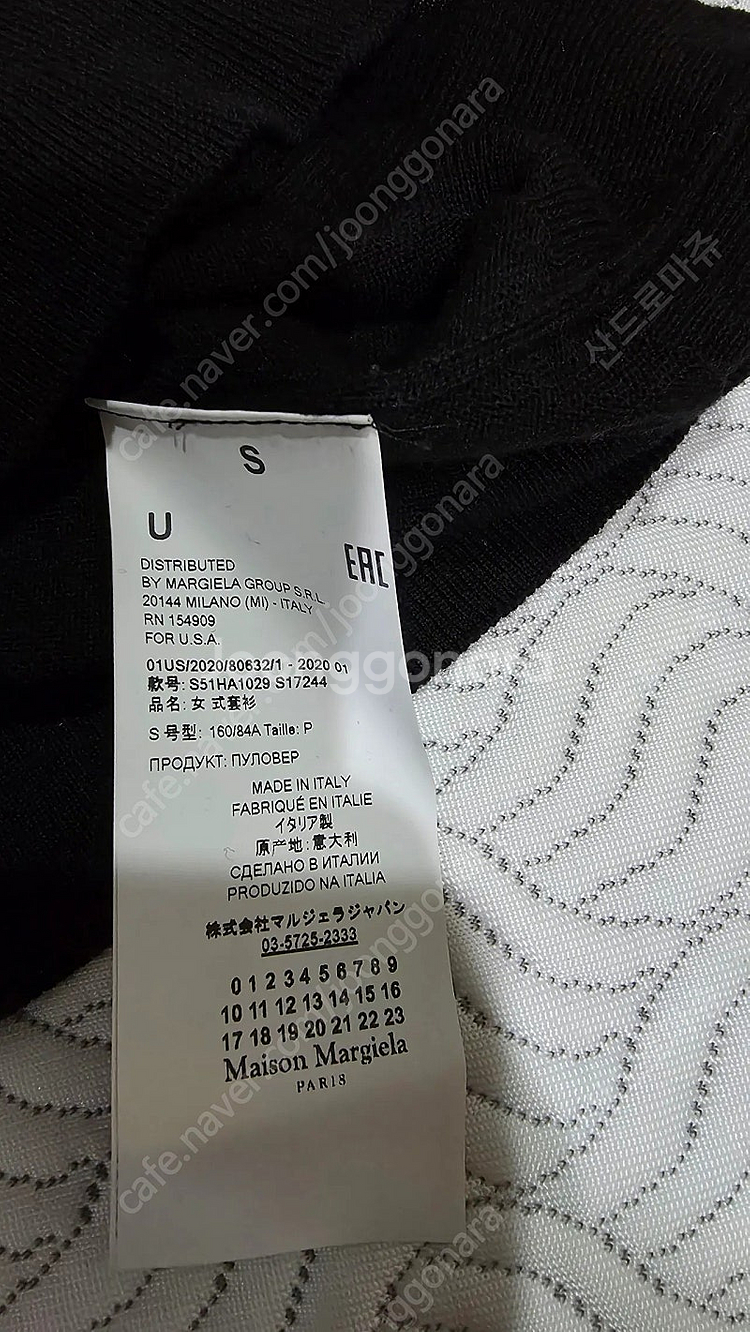 S
U
EAC
DISTRIBUTED
BY MARGIELA GROUP S.R.L.
20144 MILANO (MI) - ITALY
RN 154909
FOR U.S.A.
01US/2020/80632/1 - 2020 01
款号: S51HA1029 S17244
品名: 女式套衫
S 号型: 160/84A Taille: P
ПРОДУКТ: ПУЛОВЕР
MADE IN ITALY
FABRIQUÉ EN ITALIE
イタリア製
原产地: 意大利
СДЕЛАНО В ИТАЛИИ
PRODUZIDO NA ITALIA
株式会社マルジェラジャパン
03-5725-2333
0 1 2 3 4 5 6 7 8 9
10 11 12 13 14 15 16
17 18 19 20 21 22 23
Maison Margiela
PARIS
cafe.naver.com/joonggonara
산드로마쥬
cafe.naver.com/joonggonara
joonggonara
cafe.naver.com/joonggonara